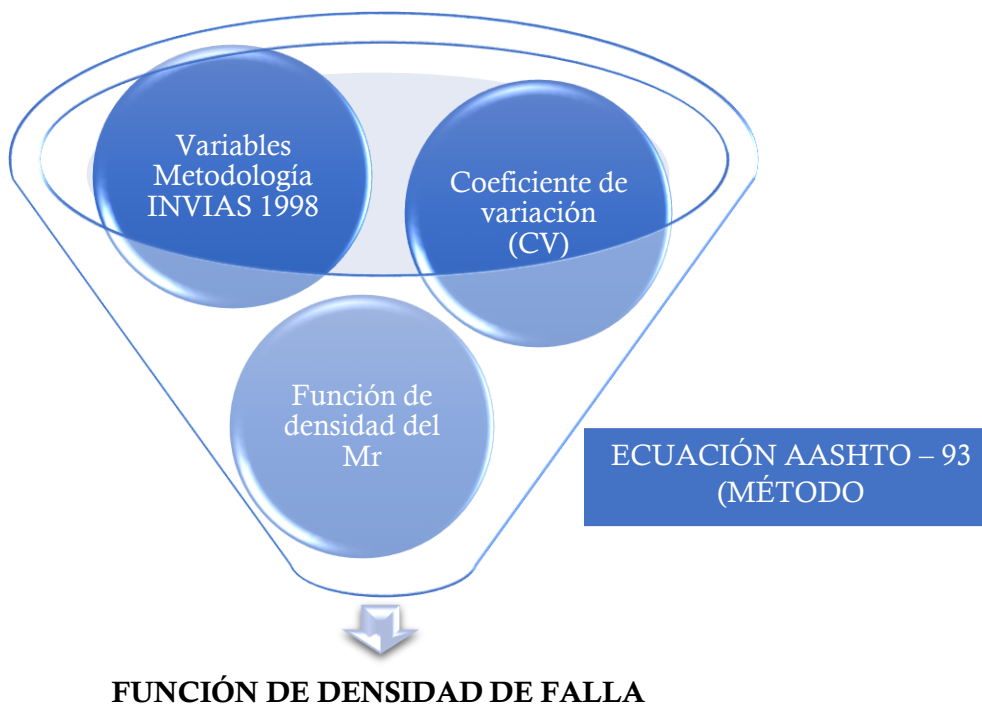 Variables
Metodología
INVIAS 1998
Coeficiente de
variación
(CV)
Función de
densidad del
Mr
ECUACIÓN AASHTO – 93
(MÉTODO
FUNCIÓN DE DENSIDAD DE FALLA